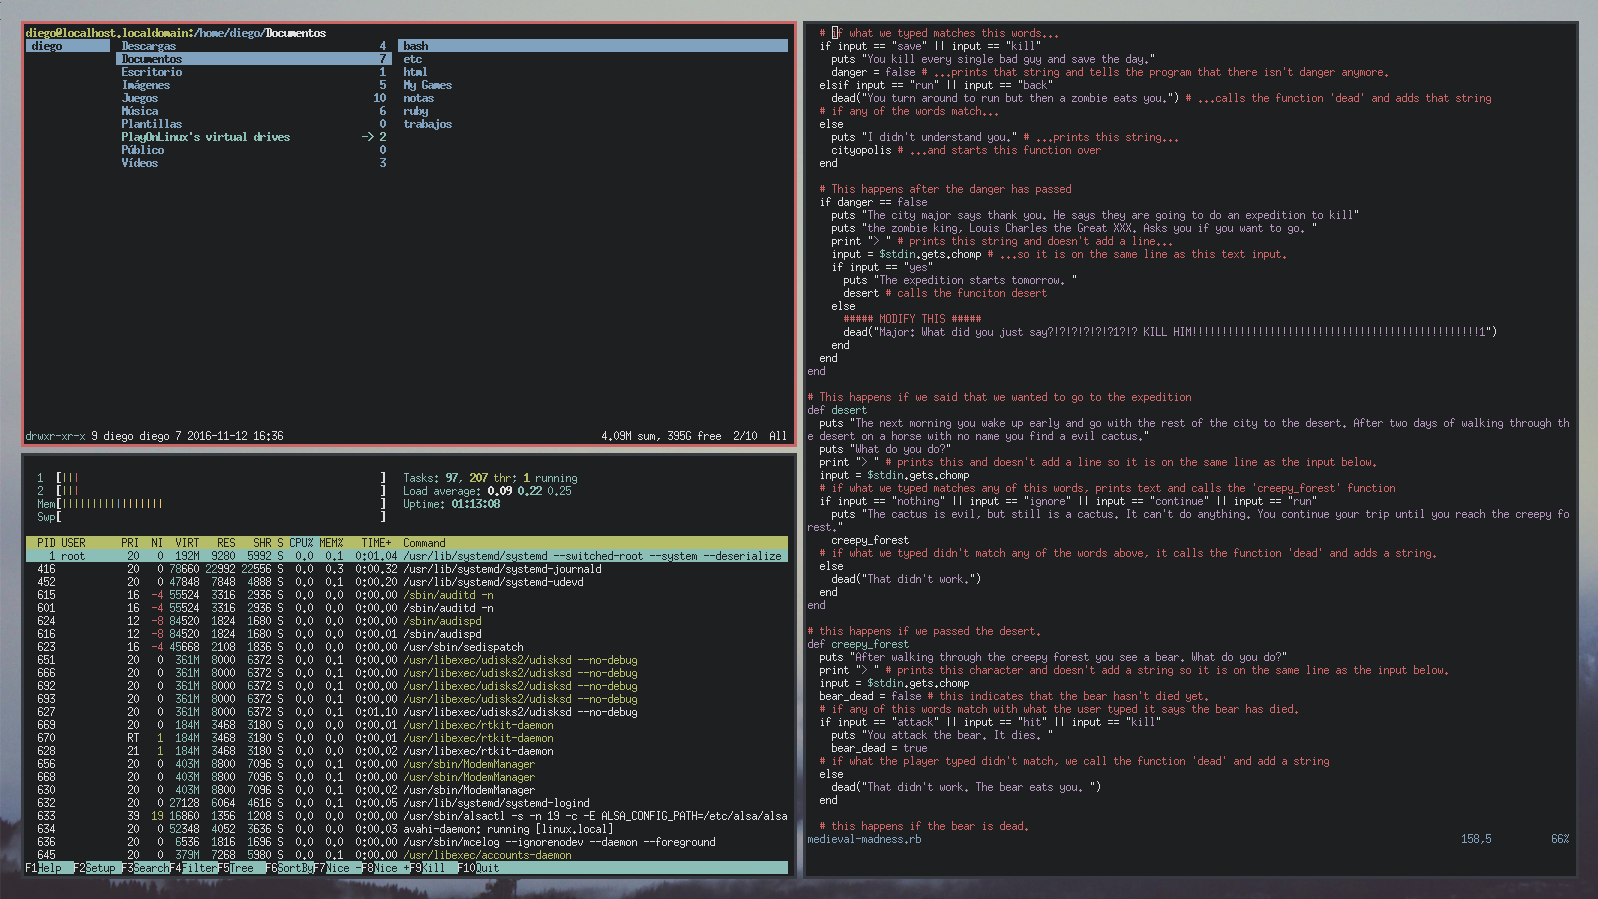 diego@localhost.localdomain:/home/diego/Documentos
diego
Descargas 4
Documentos 7
Escritorio 1
Imágenes 5
Juegos 10
Música 6
Plantillas 0
PlayOnLinux's virtual drives -> 2
Público 0
Vídeos 3
bash
etc
html
My Games
notas
ruby
trabajos
drwxr-xr-x 9 diego diego 7 2016-11-12 16:36 4.09M sum, 395G free 2/10 All
1 [||| ] Tasks: 97, 207 thr; 1 running
2 [||| ] Load average: 0.09 0.22 0.25
Mem[||||||||||||||||| ] Uptime: 01:13:08
Swp[ ]
PID USER PRI NI VIRT RES SHR S CPU% MEM% TIME+ Command
1 root 20 0 192M 9280 5992 S 0.0 0.1 0:01.04 /usr/lib/systemd/systemd --switched-root --system --deserialize
416 20 0 78660 22992 22556 S 0.0 0.3 0:00.32 /usr/lib/systemd/systemd-journald
452 20 0 47848 7848 4888 S 0.0 0.1 0:00.20 /usr/lib/systemd/systemd-udevd
615 16 -4 55524 3316 2936 S 0.0 0.0 0:00.00 /sbin/auditd -n
601 16 -4 55524 3316 2936 S 0.0 0.0 0:00.01 /sbin/auditd -n
624 12 -8 84520 1824 1680 S 0.0 0.0 0:00.00 /sbin/audispd
616 12 -8 84520 1824 1680 S 0.0 0.0 0:00.01 /sbin/audispd
623 16 -4 45668 2108 1836 S 0.0 0.0 0:00.00 /usr/sbin/sedispatch
651 20 0 361M 8000 6372 S 0.0 0.1 0:00.00 /usr/libexec/udisks2/udisksd --no-debug
666 20 0 361M 8000 6372 S 0.0 0.1 0:00.00 /usr/libexec/udisks2/udisksd --no-debug
692 20 0 361M 8000 6372 S 0.0 0.1 0:00.01 /usr/libexec/udisks2/udisksd --no-debug
693 20 0 361M 8000 6372 S 0.0 0.1 0:00.00 /usr/libexec/udisks2/udisksd --no-debug
627 20 0 361M 8000 6372 S 0.0 0.1 0:01.10 /usr/libexec/udisks2/udisksd --no-debug
669 20 0 184M 3468 3180 S 0.0 0.0 0:00.00 /usr/libexec/rtkit-daemon
670 RT 1 184M 3468 3180 S 0.0 0.0 0:00.01 /usr/libexec/rtkit-daemon
628 21 1 184M 3468 3180 S 0.0 0.0 0:00.02 /usr/libexec/rtkit-daemon
656 20 0 403M 8800 7096 S 0.0 0.1 0:00.00 /usr/sbin/ModemManager
668 20 0 403M 8800 7096 S 0.0 0.1 0:00.00 /usr/sbin/ModemManager
630 20 0 403M 8800 7096 S 0.0 0.1 0:00.02 /usr/sbin/ModemManager
632 20 0 27128 6064 4616 S 0.0 0.1 0:00.05 /usr/lib/systemd/systemd-logind
633 39 19 16860 1356 1208 S 0.0 0.0 0:00.00 /usr/sbin/alsactl -s -n 19 -c -E ALSA_CONFIG_PATH=/etc/alsa/alsa
634 20 0 52348 4052 3636 S 0.0 0.0 0:00.03 avahi-daemon: running [linux.local]
636 20 0 6536 1816 1696 S 0.0 0.0 0:00.00 /usr/sbin/mcelog --ignorenodev --daemon --foreground
645 20 0 379M 7268 5980 S 0.0 0.1 0:00.00 /usr/libexec/accounts-daemon
F1Help F2Setup F3SearchF4FilterF5Tree F6SortByF7Nice -F8Nice +F9Kill F10Quit
# if what we typed matches this words...
if input == "save" || input == "kill"
puts "You kill every single bad guy and save the day."
danger = false # ...prints that string and tells the program that there isn't danger anymore.
elsif input == "run" || input == "back"
dead("You turn around to run but then a zombie eats you.") # ...calls the function 'dead' and adds that string
# if any of the words match...
else
puts "I didn't understand you." # ...prints this string...
cityopolis # ...and starts this function over
end
# This happens after the danger has passed
if danger == false
puts "The city major says thank you. He says they are going to do an expedition to kill"
puts "the zombie king, Louis Charles the Great XXX. Asks you if you want to go. "
print "> " # prints this string and doesn't add a line...
input = $stdin.gets.chomp # ...so it is on the same line as this text input.
if input == "yes"
puts "The expedition starts tomorrow. "
desert # calls the funciton desert
else
##### MODIFY THIS #####
dead("Major: What did you just say?!?!?!?!?!?1?!? KILL HIM!!!!!!!!!!!!!!!!!!!!!!!!!!!!!!!!!!!!!!!!!!!!!!!!1")
end
end
end
# This happens if we said that we wanted to go to the expedition
def desert
puts "The next morning you wake up early and go with the rest of the city to the desert. After two days of walking through th
e desert on a horse with no name you find a evil cactus."
puts "What do you do?"
print "> " # prints this and doesn't add a line so it is on the same line as the input below.
input = $stdin.gets.chomp
# if what we typed matches any of this words, prints text and calls the 'creepy_forest' function
if input == "nothing" || input == "ignore" || input == "continue" || input == "run"
puts "The cactus is evil, but still is a cactus. It can't do anything. You continue your trip until you reach the creepy fo
rest."
creepy_forest
# if what we typed didn't match any of the words above, it calls the function 'dead' and adds a string.
else
dead("That didn't work.")
end
end
# this happens if we passed the desert.
def creepy_forest
puts "After walking through the creepy forest you see a bear. What do you do?"
print "> " # prints this character and doesn't add a string so it is on the same line as the input below.
input = $stdin.gets.chomp
bear_dead = false # this indicates that the bear hasn't died yet.
# if any of this words match with what the user typed it says the bear has died.
if input == "attack" || input == "hit" || input == "kill"
puts "You attack the bear. It dies. "
bear_dead = true
# if what the player typed didn't match, we call the function 'dead' and add a string
else
dead("That didn't work. The bear eats you. ")
end
# this happens if the bear is dead.
medieval-madness.rb 158,5 66%